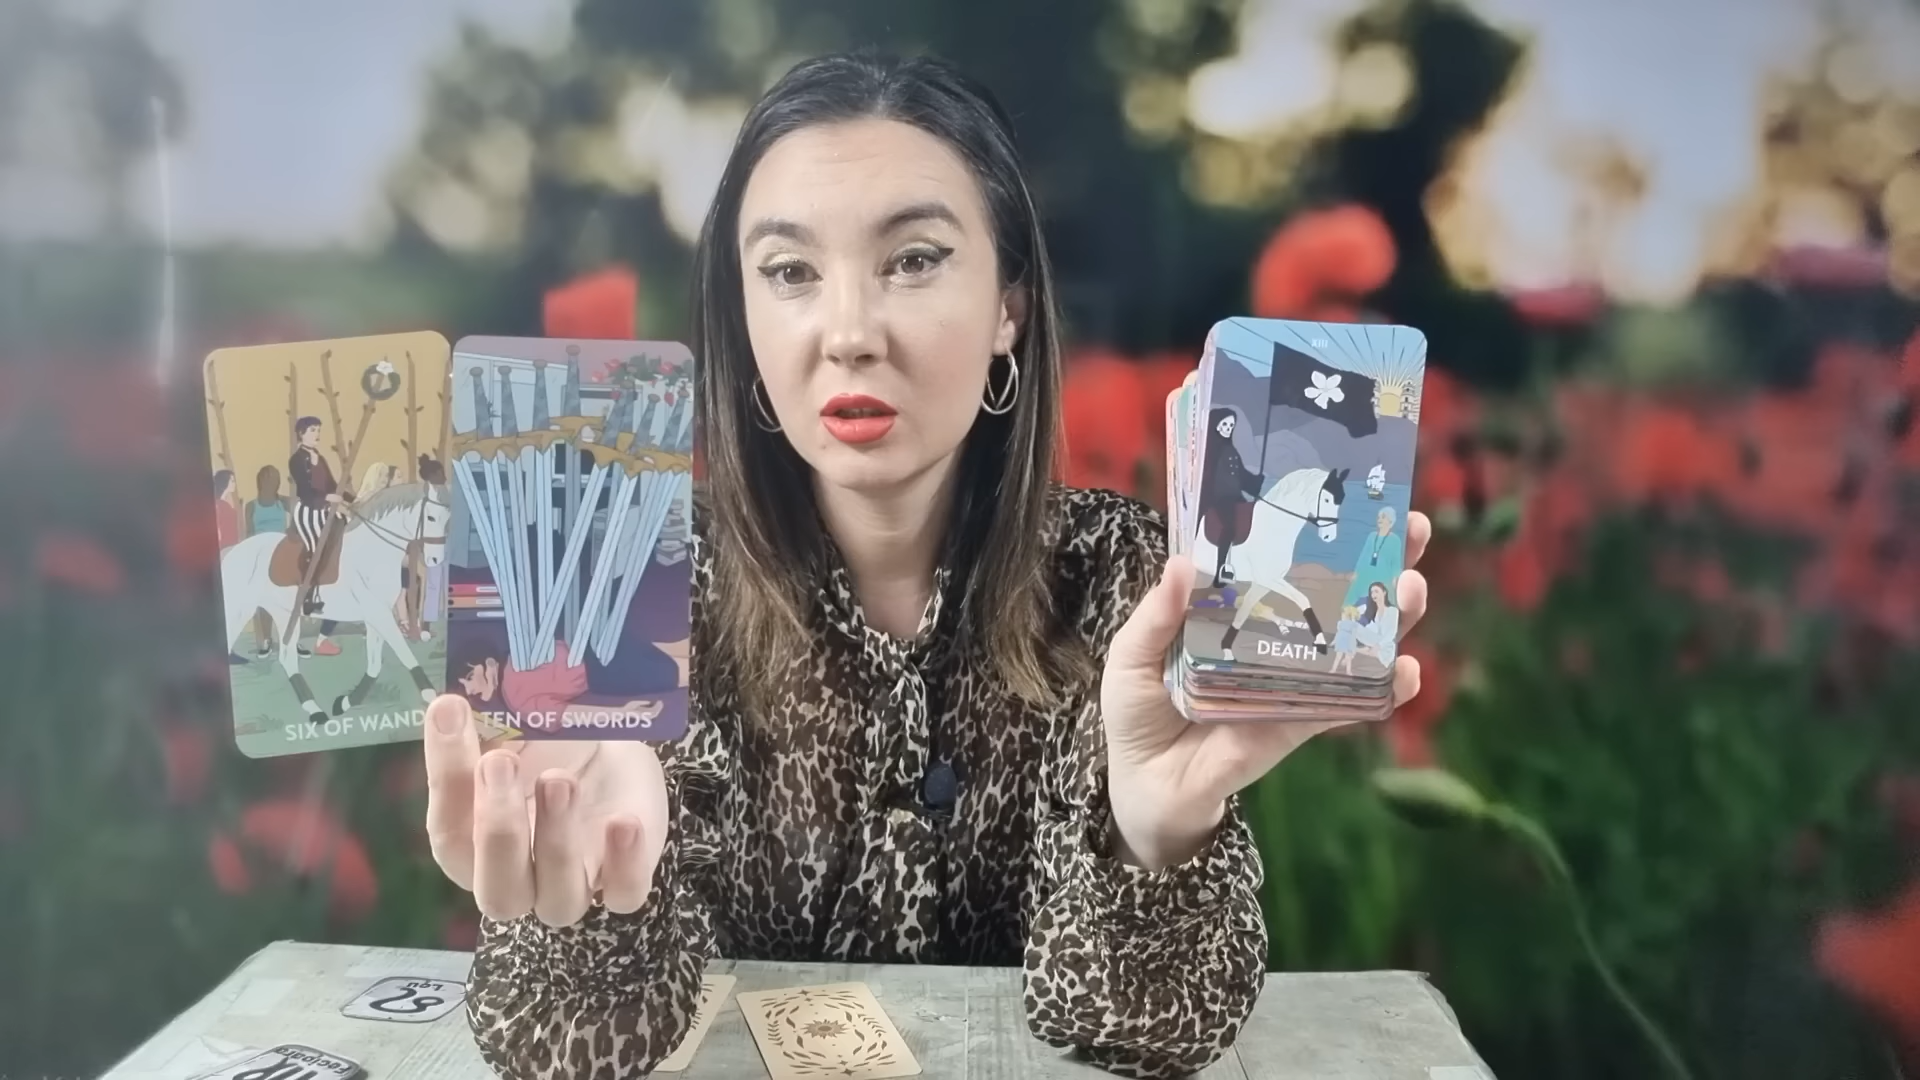 SIX OF WAND
TEN OF SWORDS
XIII
DEATH